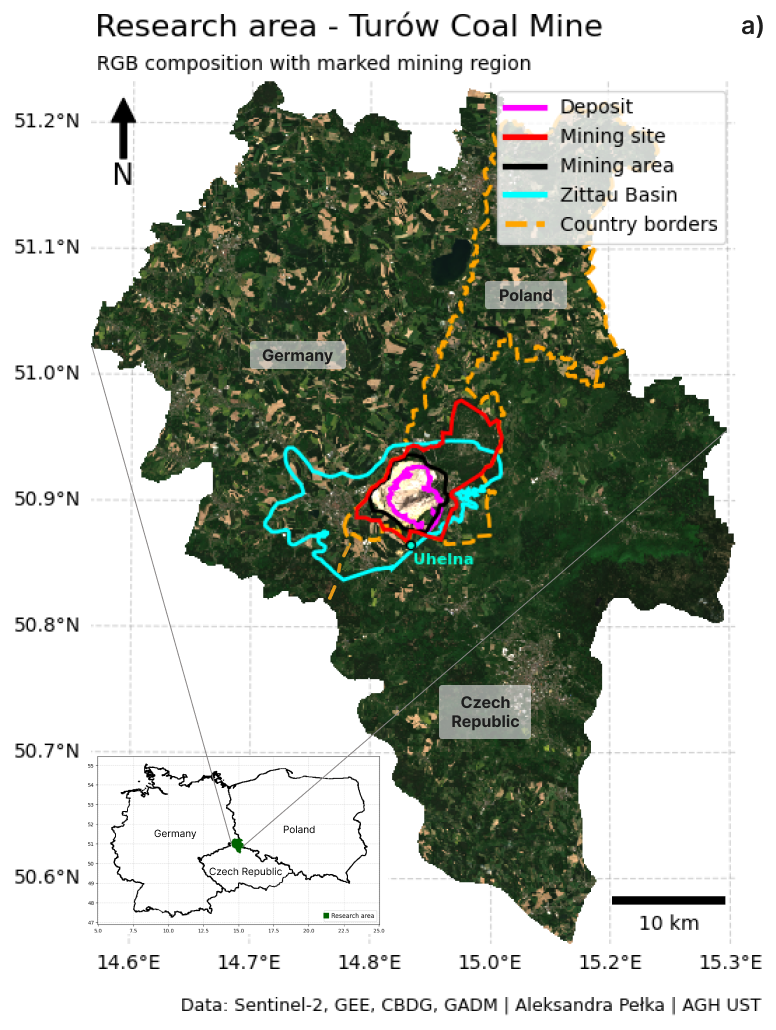 Research area - Turów Coal Mine
a)
RGB composition with marked mining region
Deposit
Mining site
Mining area
Zittau Basin
Country borders
N
51.2°N
51.1°N
51.0°N
50.9°N
50.8°N
50.7°N
50.6°N
Poland
Germany
Uhelna
Czech
Republic
55
54
53
52
51
50
49
48
47
Germany
Poland
Czech Republic
Research area
5.0 7.5 10.0 12.5 15.0 17.5 20.0 22.5 25.0
10 km
14.6°E 14.7°E 14.8°E 15.0°E 15.2°E 15.3°E
Data: Sentinel-2, GEE, CBDG, GADM | Aleksandra Pełka | AGH UST